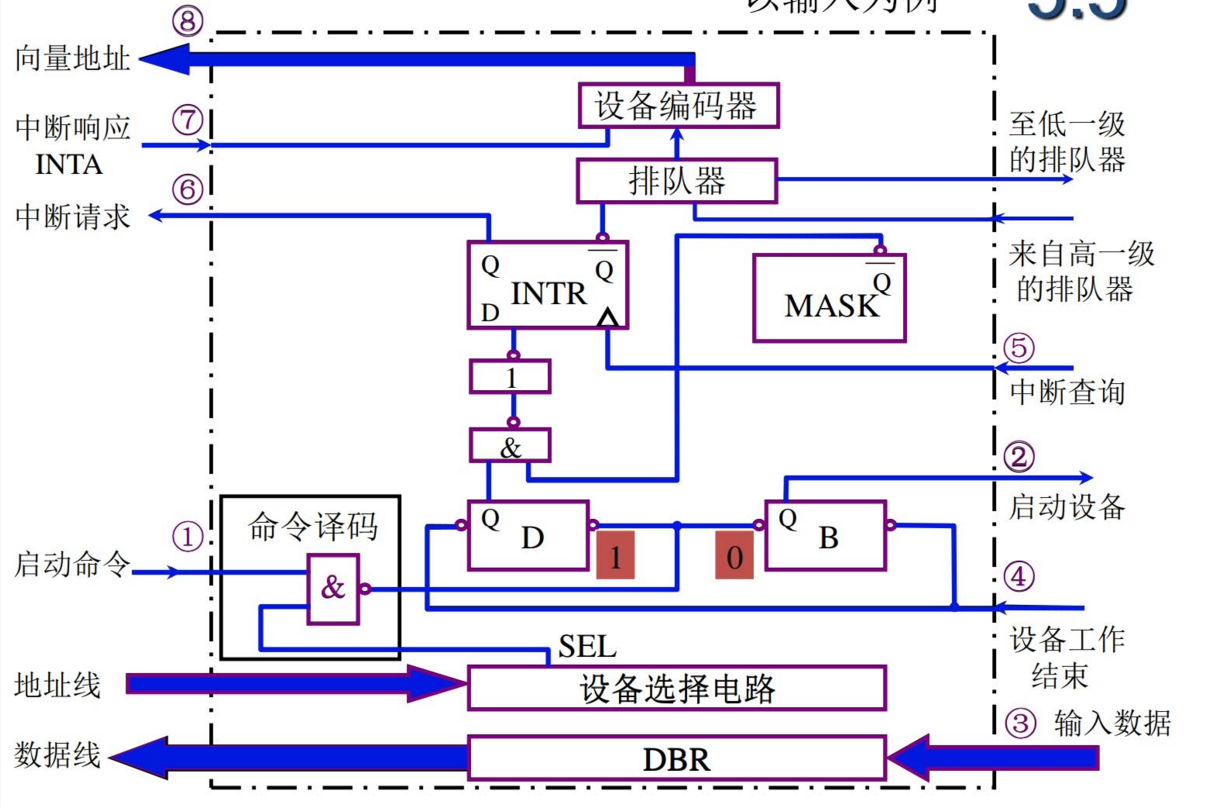 以输入为例
5.5
⑧
向量地址
设备编码器
⑦
中断响应
INTA
至低一级
的排队器
排队器
⑥
中断请求
来自高一级
的排队器
Q
Q
INTR
D
Q
MASK
⑤
中断查询
1
&
②
启动设备
命令译码
Q
D
Q
B
1
0
①
启动命令
&
④
设备工作
结束
SEL
地址线
设备选择电路
③ 输入数据
数据线
DBR